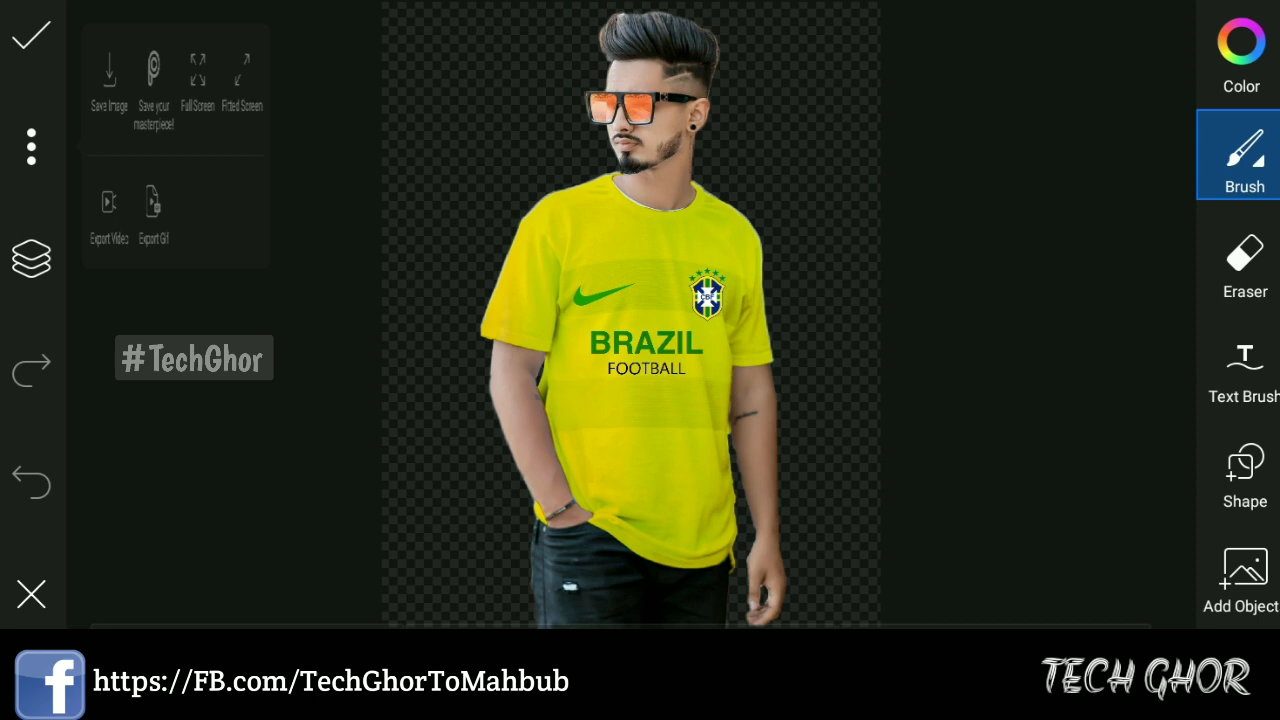 Save Image
Save your masterpiece!
Full Screen
Fitted Screen
Export Video
Export Gif
#TechGhor
CBF
BRAZIL
FOOTBALL
Color
Brush
Eraser
Text Brush
Shape
Add Object
f
https://FB.com/TechGhorToMahbub
TECH GHOR